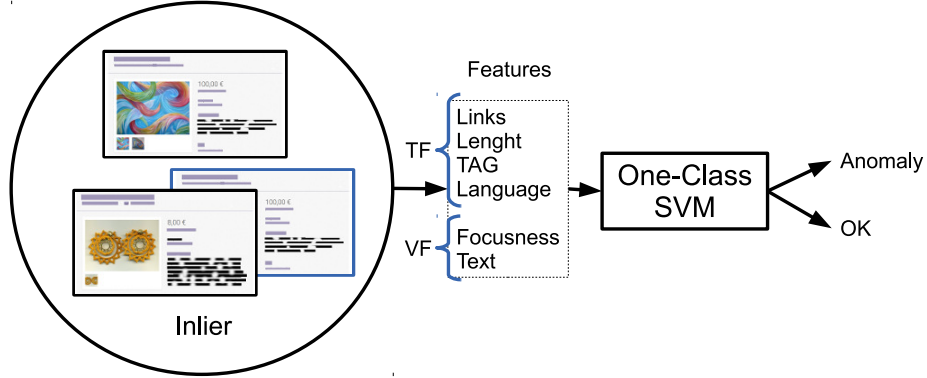 100,00 €
100,00 €
8,00 €
Inlier
Features
TF
Links
Lenght
TAG
Language
VF
Focusness
Text
One-Class
SVM
Anomaly
OK